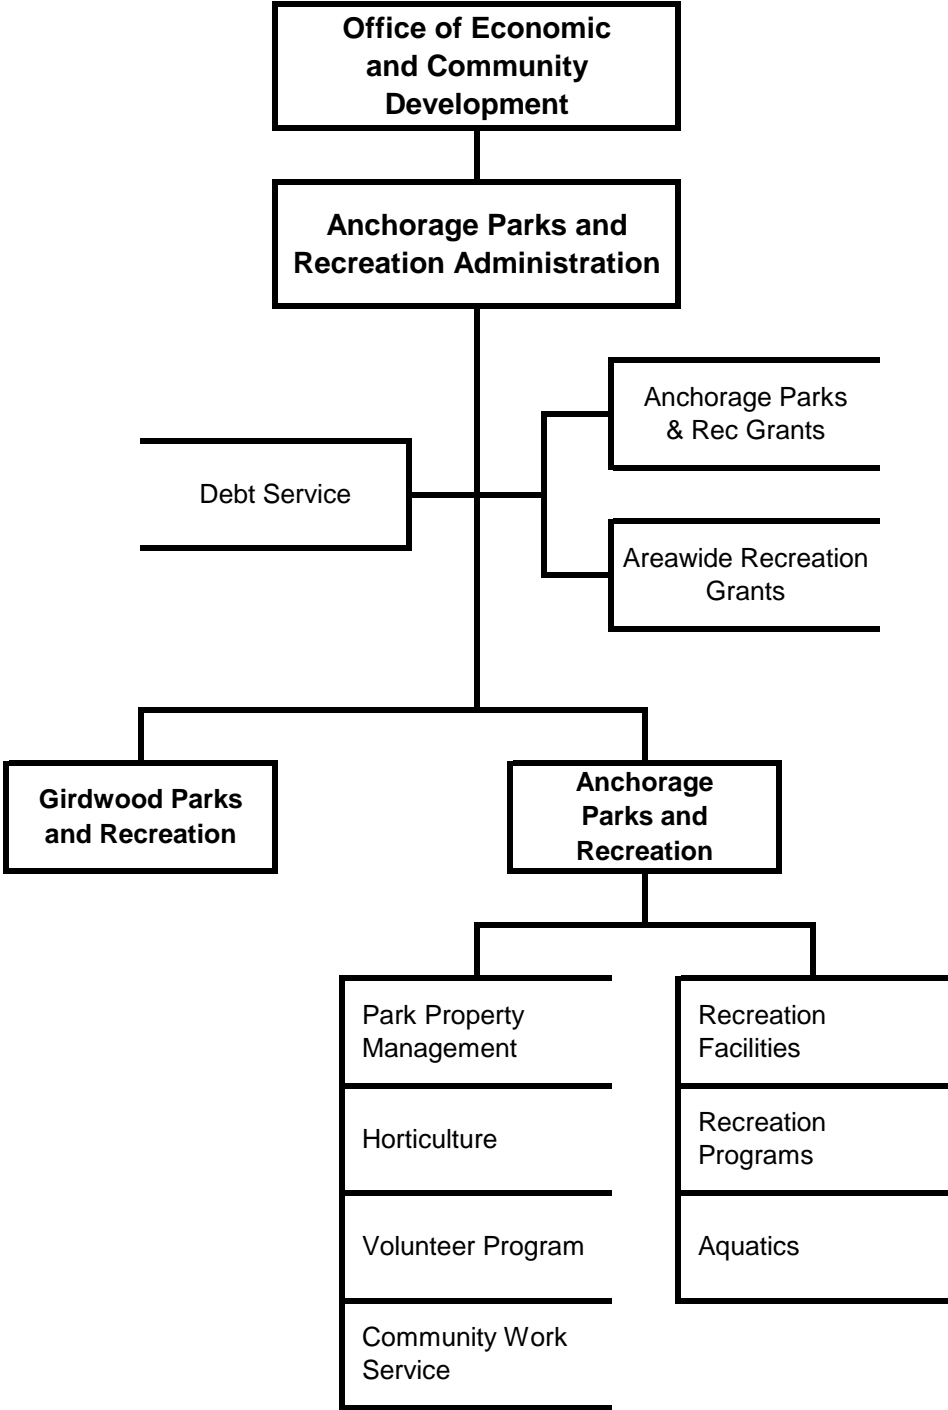 Office of Economic
and Community
Development
Anchorage Parks and
Recreation Administration
Anchorage Parks
& Rec Grants
Debt Service
Areawide Recreation
Grants
Girdwood Parks
and Recreation
Anchorage
Parks and
Recreation
Park Property
Management
Horticulture
Volunteer Program
Community Work
Service
Recreation
Facilities
Recreation
Programs
Aquatics